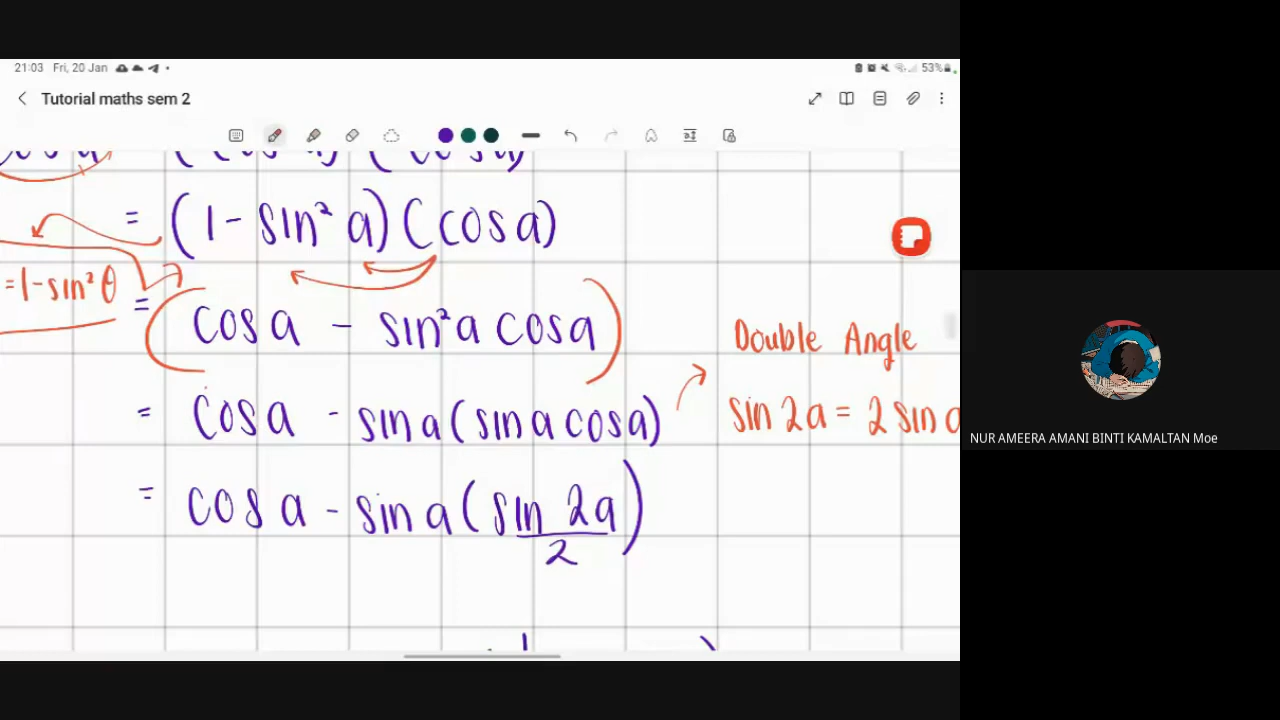 21:03 Fri, 20 Jan 53%
Tutorial maths sem 2
= (1 - sin² a)(cos a)
= 1 - sin² θ
= (cos a - sin² a cos a)
Double Angle
= cos a - sin a (sin a cos a)
sin 2a = 2 sin a
= cos a - sin a (sin 2a / 2)
NUR AMEERA AMANI BINTI KAMALTAN Moe